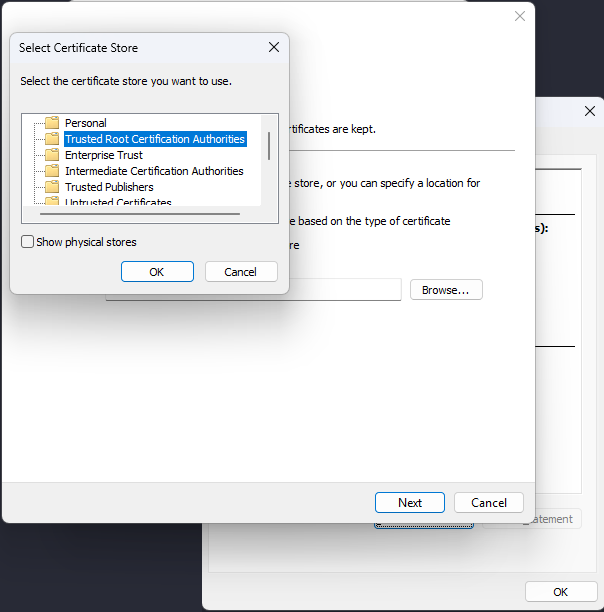 Select Certificate Store
Select the certificate store you want to use.
Personal
Trusted Root Certification Authorities
Enterprise Trust
Intermediate Certification Authorities
Trusted Publishers
Untrusted Certificates
Show physical stores
OK
Cancel
rtificates are kept.
e store, or you can specify a location for
e based on the type of certificate
re
Browse...
s):
Next
Cancel
atement
OK